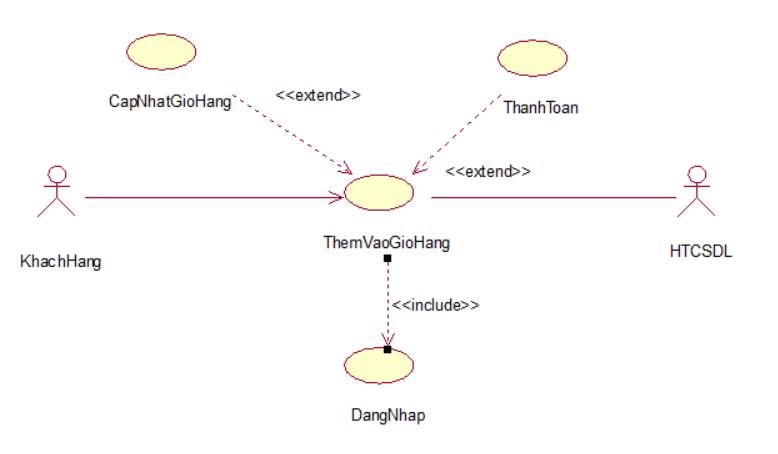 CapNhatGioHang
<<extend>>
ThanhToan
<<extend>>
KhachHang
ThemVaoGioHang
HTCSDL
<<include>>
DangNhap